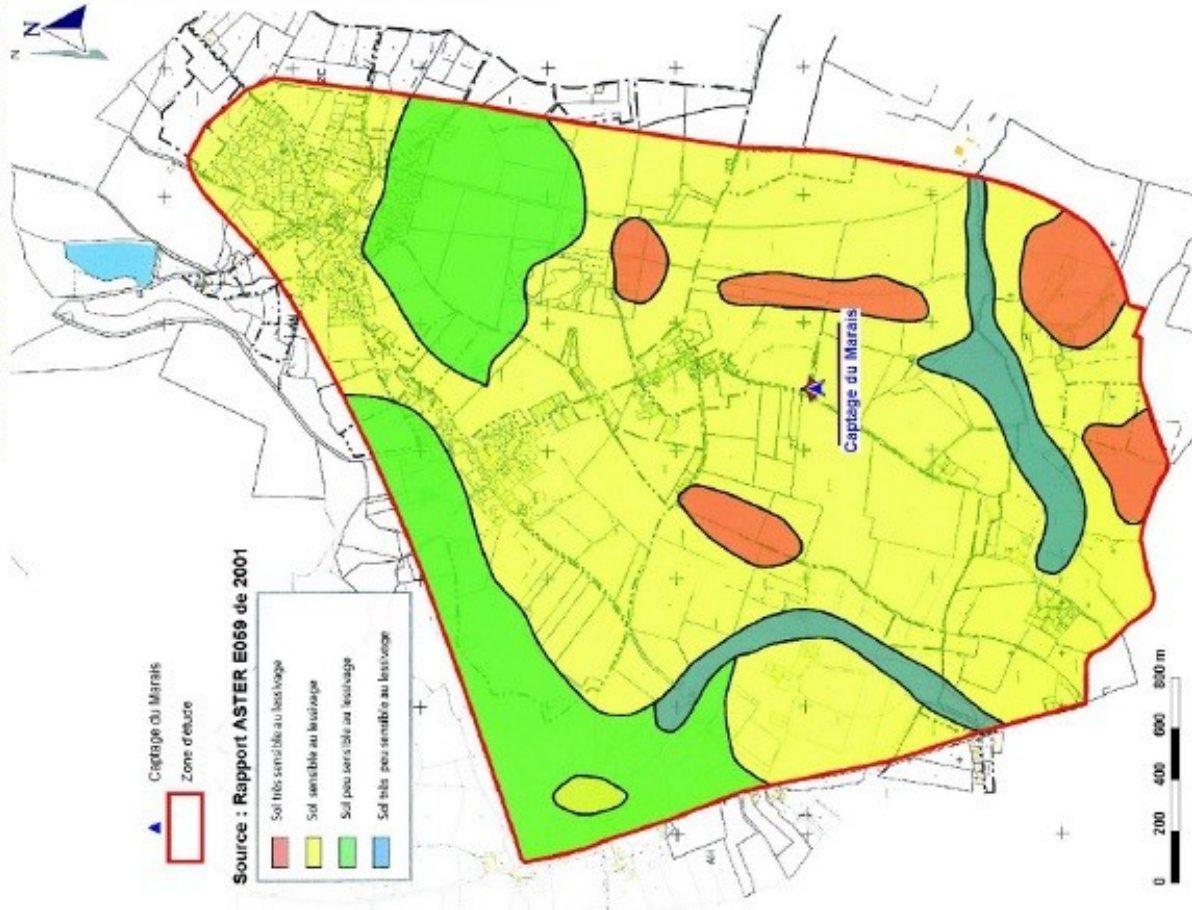 N
N
Captage du Marais
Zone d'étude
Source : Rapport ASTER E069 de 2001
Sol très sensible au lessivage
Sol sensible au lessivage
Sol peu sensible au lessivage
Sol très peu sensible au lessivage
Captage du Marais
AH
0 200 400 600 800 m